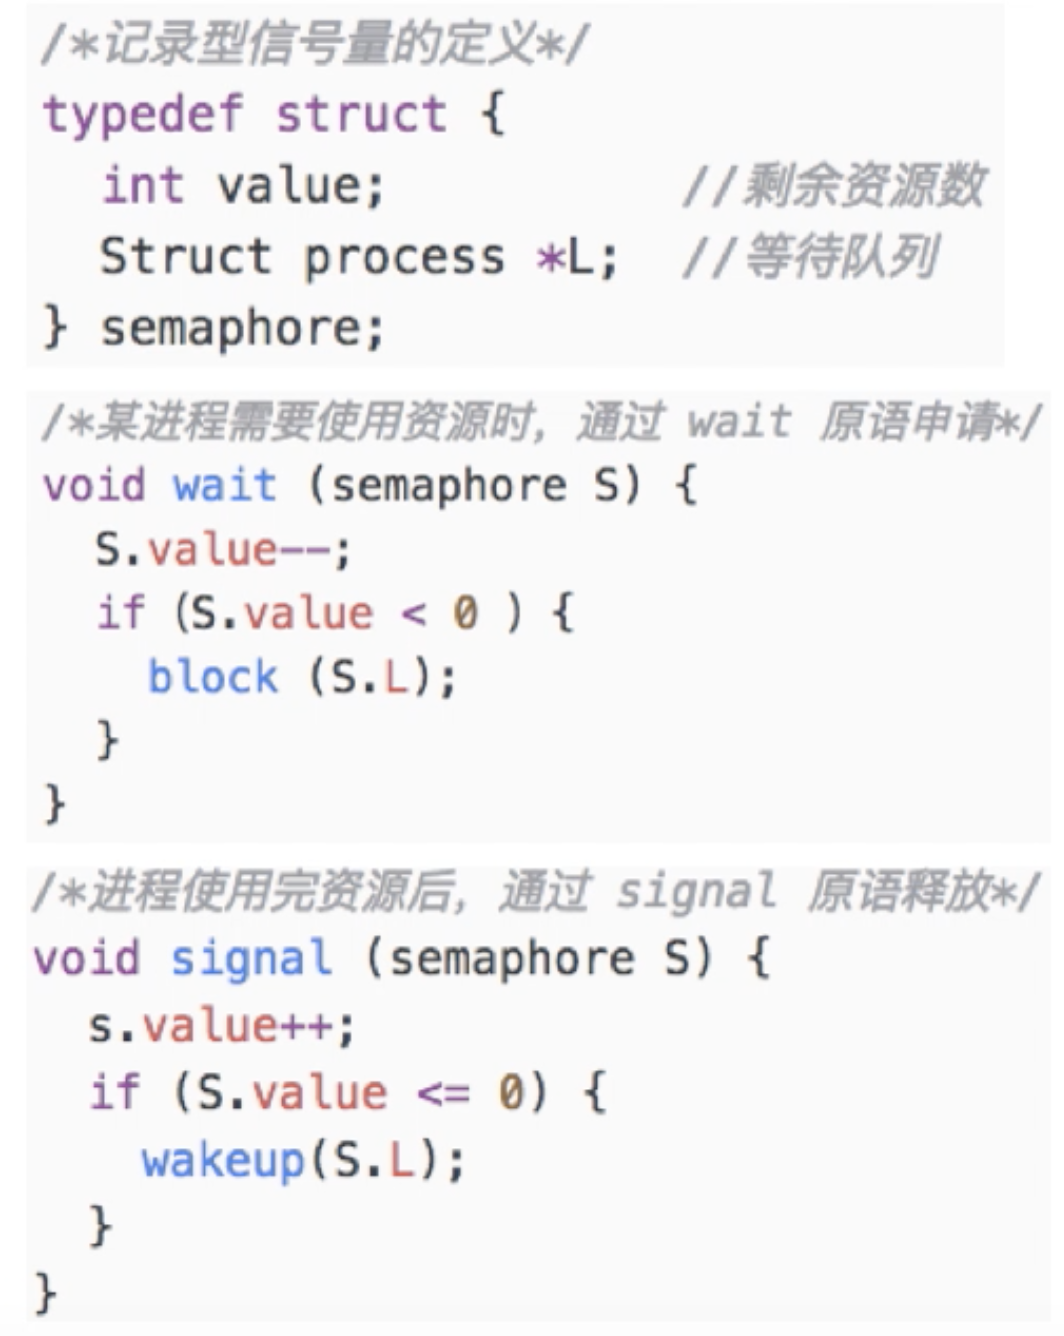 /*记录型信号量的定义*/
typedef struct {
int value; //剩余资源数
Struct process *L; //等待队列
} semaphore;
/*某进程需要使用资源时，通过 wait 原语申请*/
void wait (semaphore S) {
S.value--;
if (S.value < 0 ) {
block (S.L);
}
}
/*进程使用完资源后，通过 signal 原语释放*/
void signal (semaphore S) {
s.value++;
if (S.value <= 0) {
wakeup(S.L);
}
}